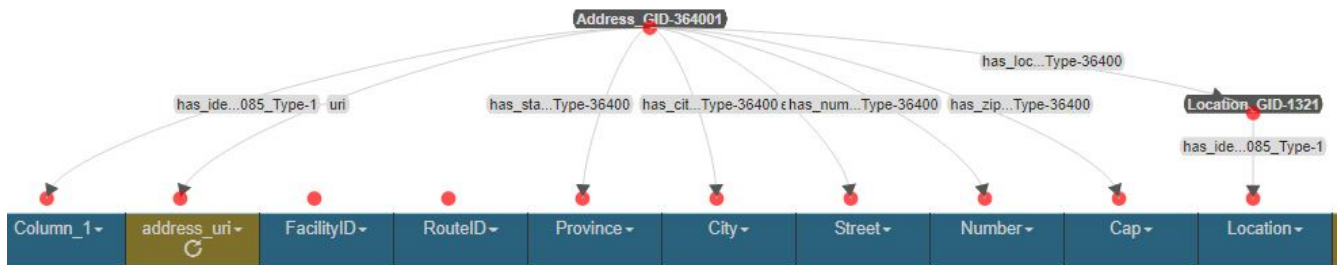 Address_GID-364001
has_loc...Type-36400
has_ide...085_Type-1
uri
has_sta...Type-36400
has_cit...Type-36400
has_num...Type-36400
has_zip...Type-36400
Location_GID-1321
has_ide...085_Type-1
Column_1
address_uri
FacilityID
RouteID
Province
City
Street
Number
Cap
Location